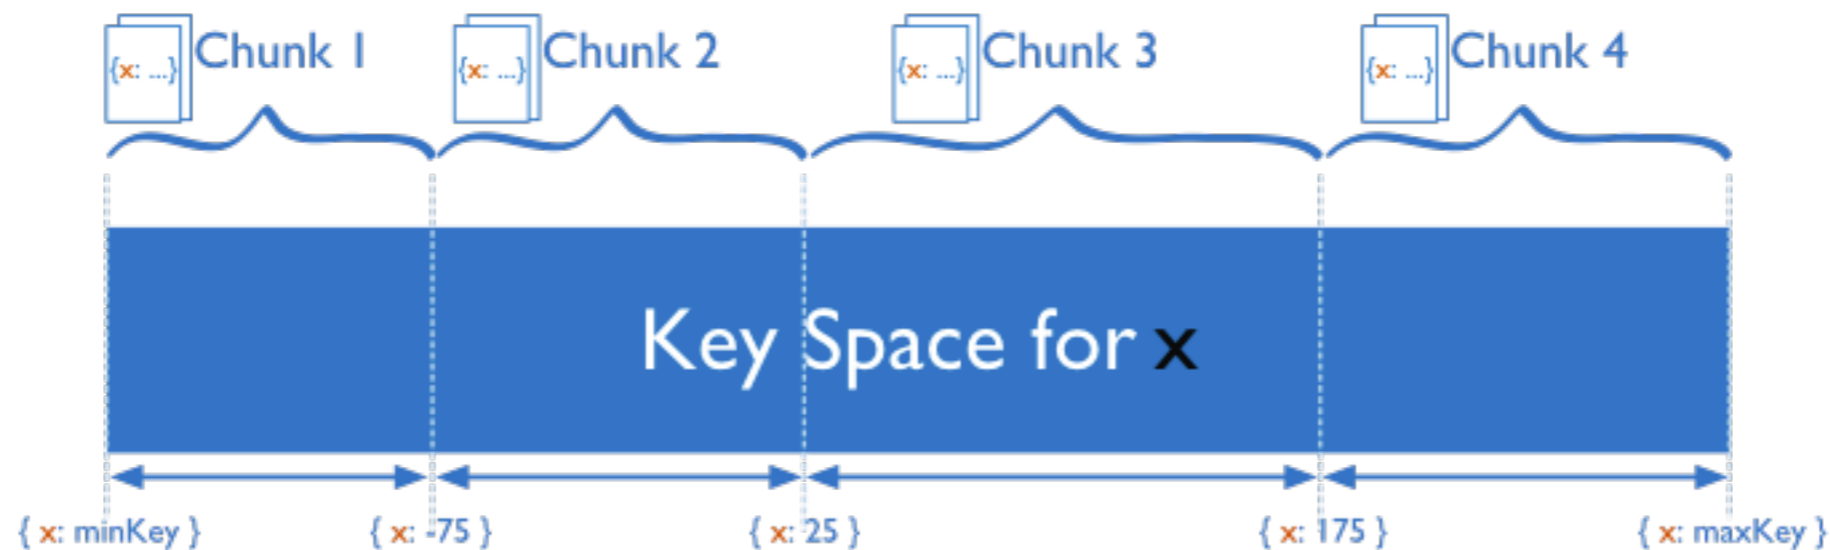 {x: ...} Chunk 1
{x: ...} Chunk 2
{x: ...} Chunk 3
{x: ...} Chunk 4
Key Space for x
{ x: minKey }
{ x: -75 }
{ x: 25 }
{ x: 175 }
{ x: maxKey }